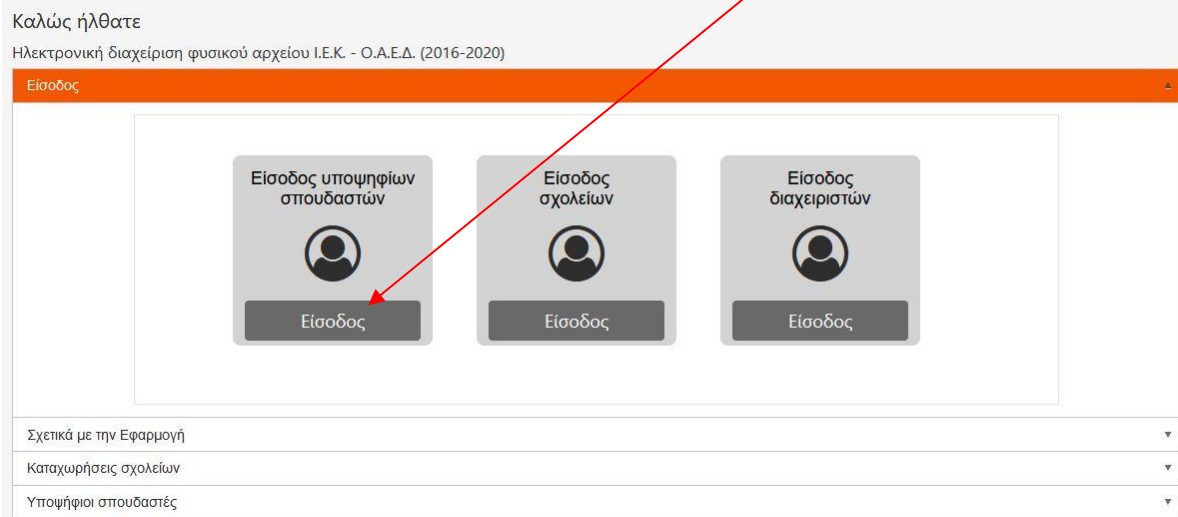 Καλώς ήλθατε
Ηλεκτρονική διαχείριση φυσικού αρχείου Ι.Ε.Κ. - Ο.Α.Ε.Δ. (2016-2020)
Είσοδος
Είσοδος υποψηφίων
σπουδαστών
Είσοδος
Είσοδος
σχολείων
Είσοδος
Είσοδος
διαχειριστών
Είσοδος
Σχετικά με την Εφαρμογή
Καταχωρήσεις σχολείων
Υποψήφιοι σπουδαστές